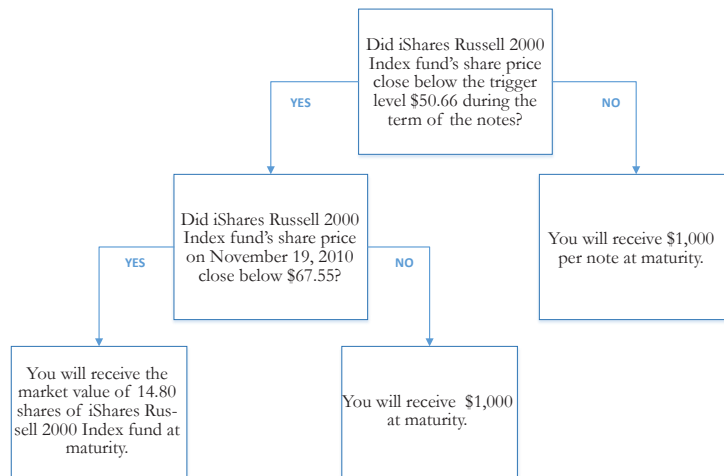 Did iShares Russell 2000
Index fund's share price
close below the trigger
level $50.66 during the
term of the notes?
YES
NO
Did iShares Russell 2000
Index fund's share price
on November 19, 2010
close below $67.55?
You will receive $1,000
per note at maturity.
YES
NO
You will receive the
market value of 14.80
shares of iShares Rus-
sell 2000 Index fund at
maturity.
You will receive $1,000
at maturity.